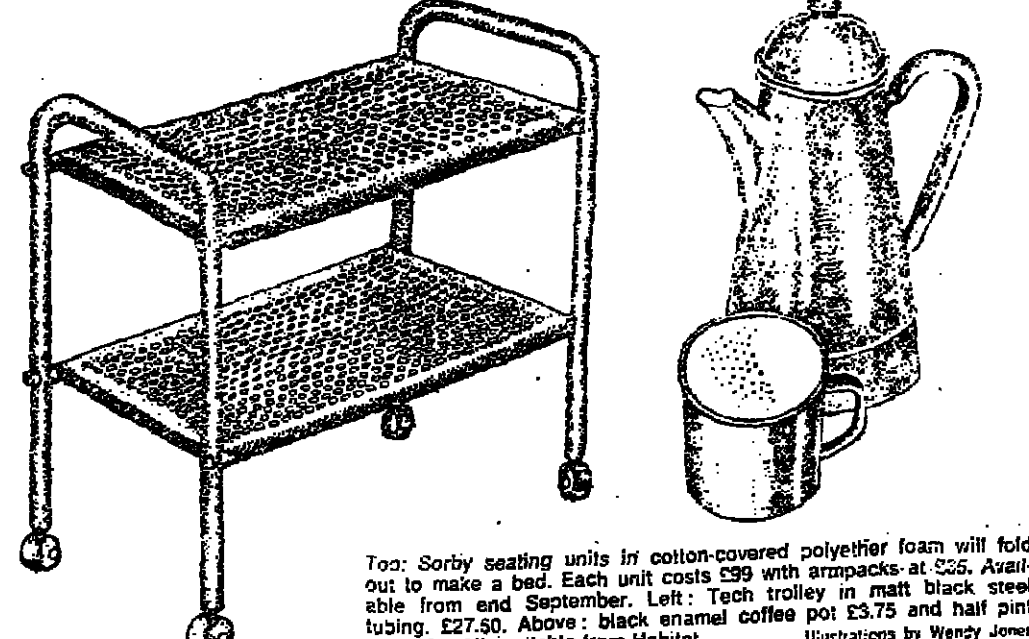 Top: Sorby seating units in cotton-covered polyether foam will fold
out to make a bed. Each unit costs £99 with armpacks at £35. Avail-
able from end September. Left: Tech trolley in matt black steel
tubing. £27.50. Above: black enamel coffee pot £3.75 and half pint
from Habitat.
Illustrations by Wendy Jones